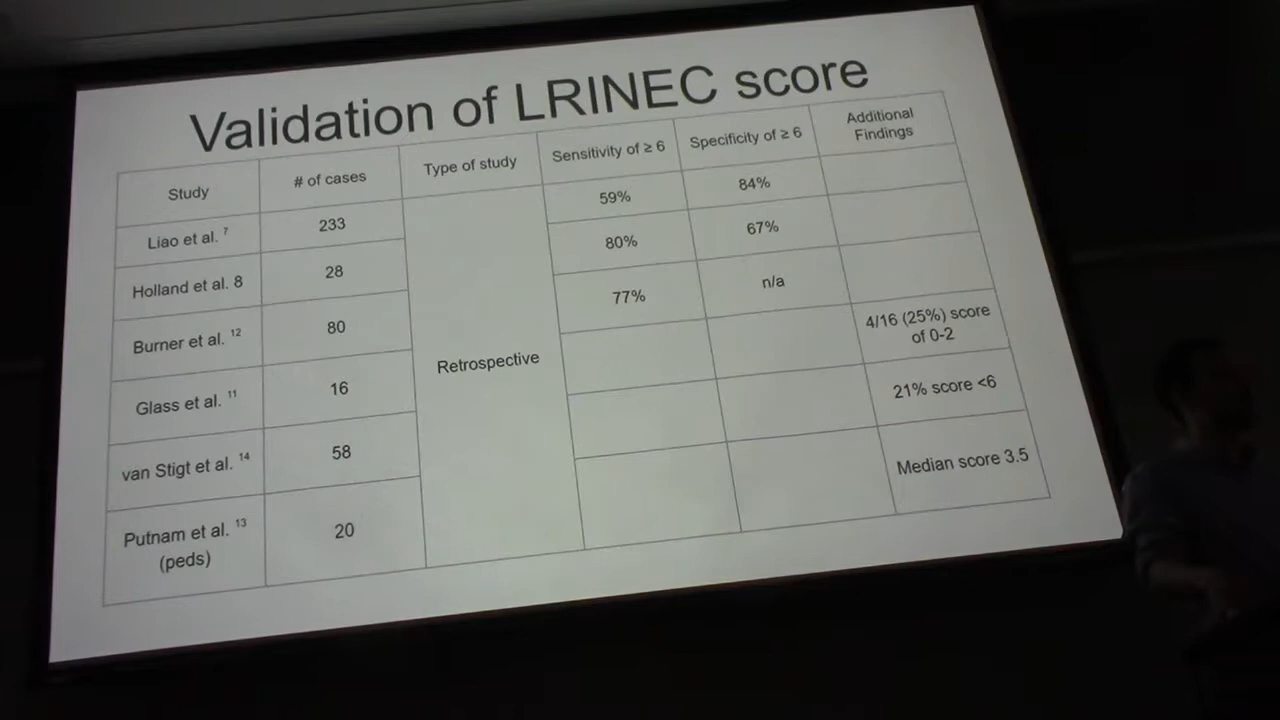 Validation of LRINEC score
Study # of cases Type of study Sensitivity of ≥ 6 Specificity of ≥ 6 Additional
Findings
Liao et al. 7 233 59% 84%
Holland et al. 8 28 80% 67%
Burner et al. 12 80 77% n/a
Retrospective
Glass et al. 11 16 4/16 (25%) score
of 0-2
van Stigt et al. 14 58 21% score <6
Putnam et al. 13 20 Median score 3.5
(peds)